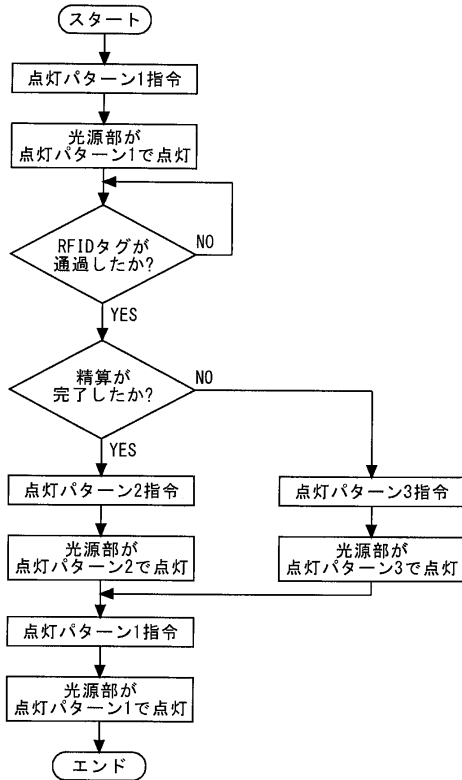 スタート
点灯パターン1指令
光源部が
点灯パターン1で点灯
RFIDタグが
通過したか?
NO
YES
精算が
完了したか?
NO
YES
点灯パターン2指令
点灯パターン3指令
光源部が
点灯パターン2で点灯
光源部が
点灯パターン3で点灯
点灯パターン1指令
光源部が
点灯パターン1で点灯
エンド